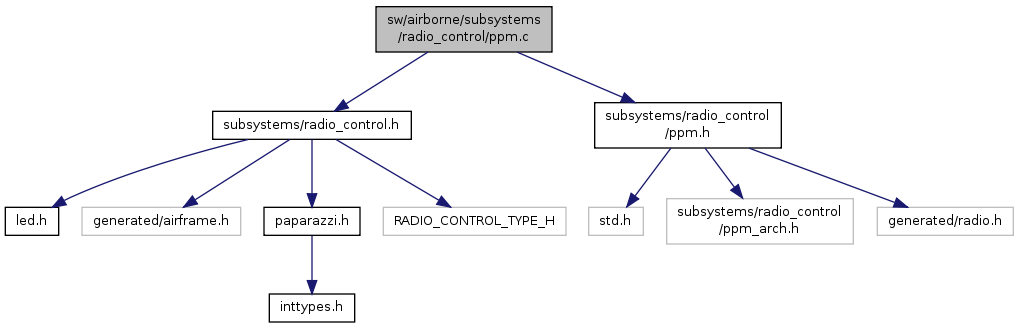 sw/airborne/subsystems
/radio_control/ppm.c
subsystems/radio_control.h
subsystems/radio_control
/ppm.h
led.h
generated/airframe.h
paparazzi.h
RADIO_CONTROL_TYPE_H
std.h
subsystems/radio_control
/ppm_arch.h
generated/radio.h
inttypes.h